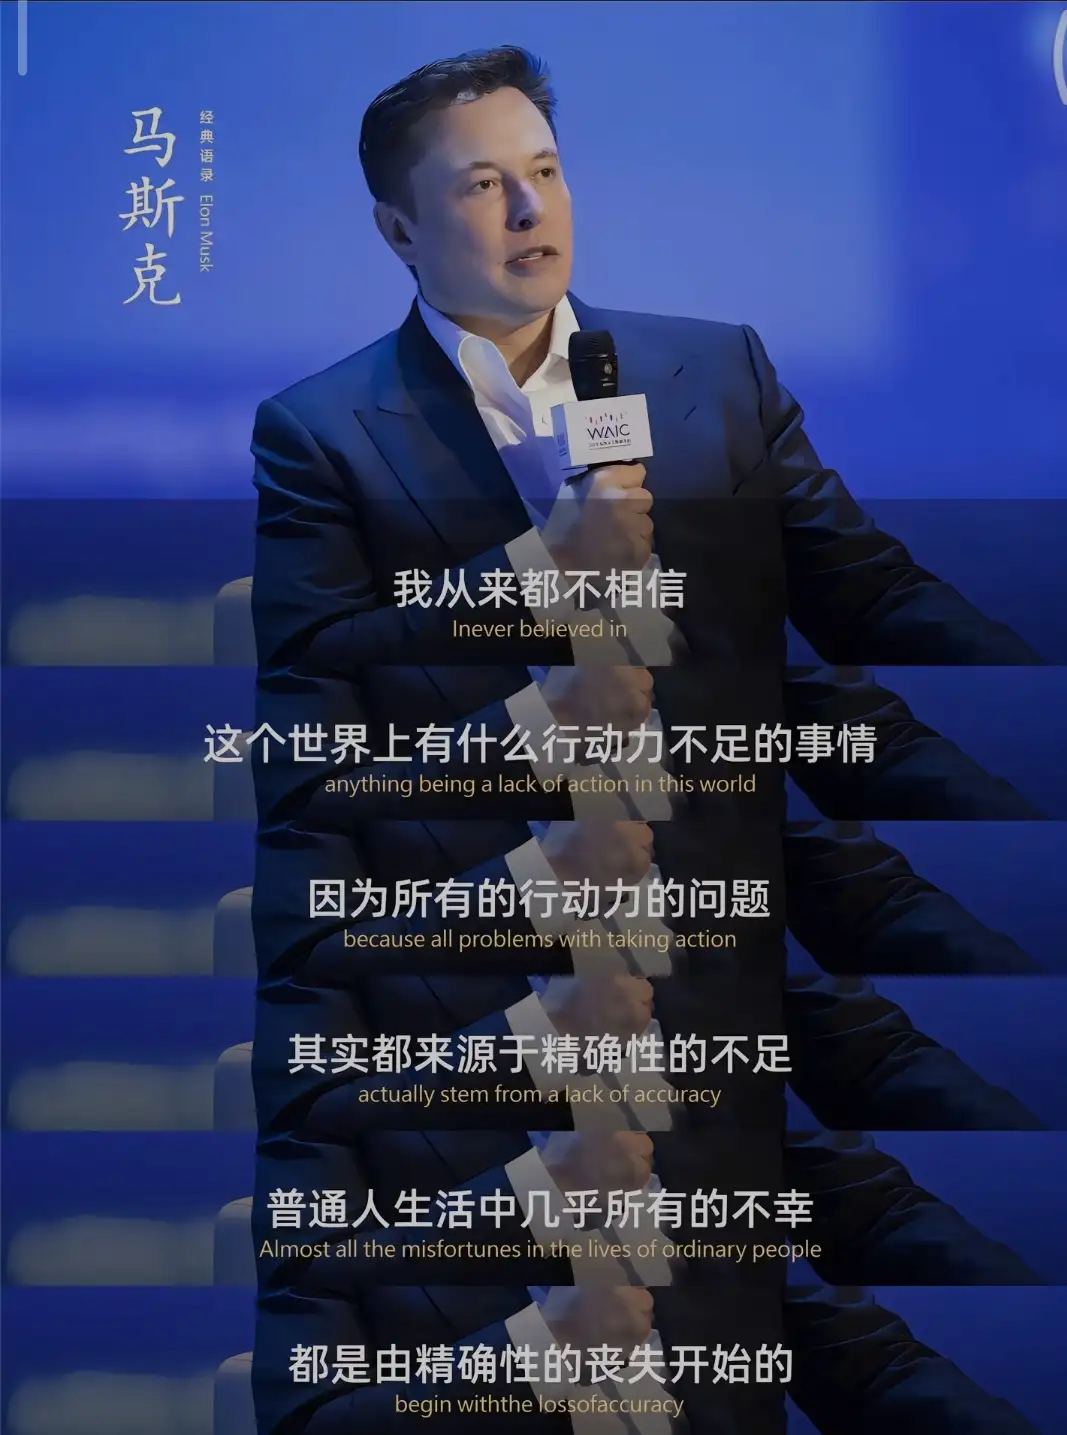 马斯克
经典语录 Elon Musk
WAIC
我从来都不相信
Inever believed in
这个世界上有什么行动力不足的事情
anything being a lack of action in this world
因为所有的行动力的问题
because all problems with taking action
其实都来源于精确性的不足
actually stem from a lack of accuracy
普通人生活中几乎所有的不幸
Almost all the misfortunes in the lives of ordinary people
都是由精确性的丧失开始的
begin withthe lossofaccuracy